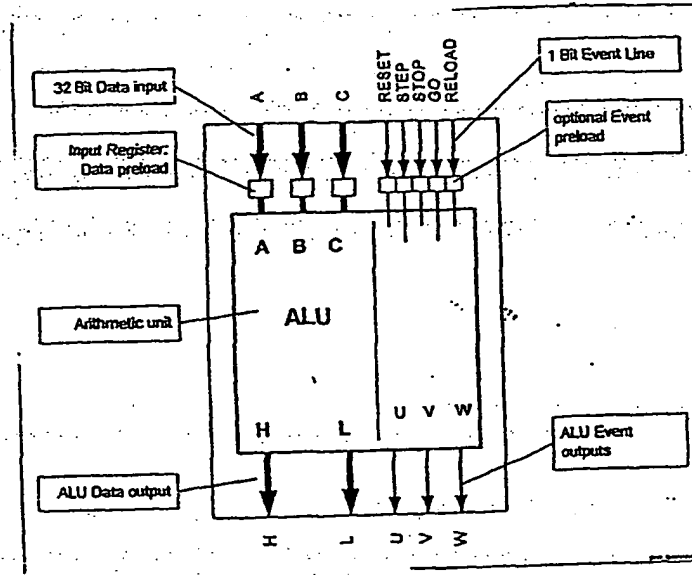 32 Bit Data input
A
B
C
RESET
STEP
STOP
GO
RELOAD
1 Bit Event Line
Input Register:
Data preload
optional Event
preload
A B C
Arithmetic unit
ALU
U V W
H L
ALU Event
outputs
ALU Data output
H
L
U
V
W